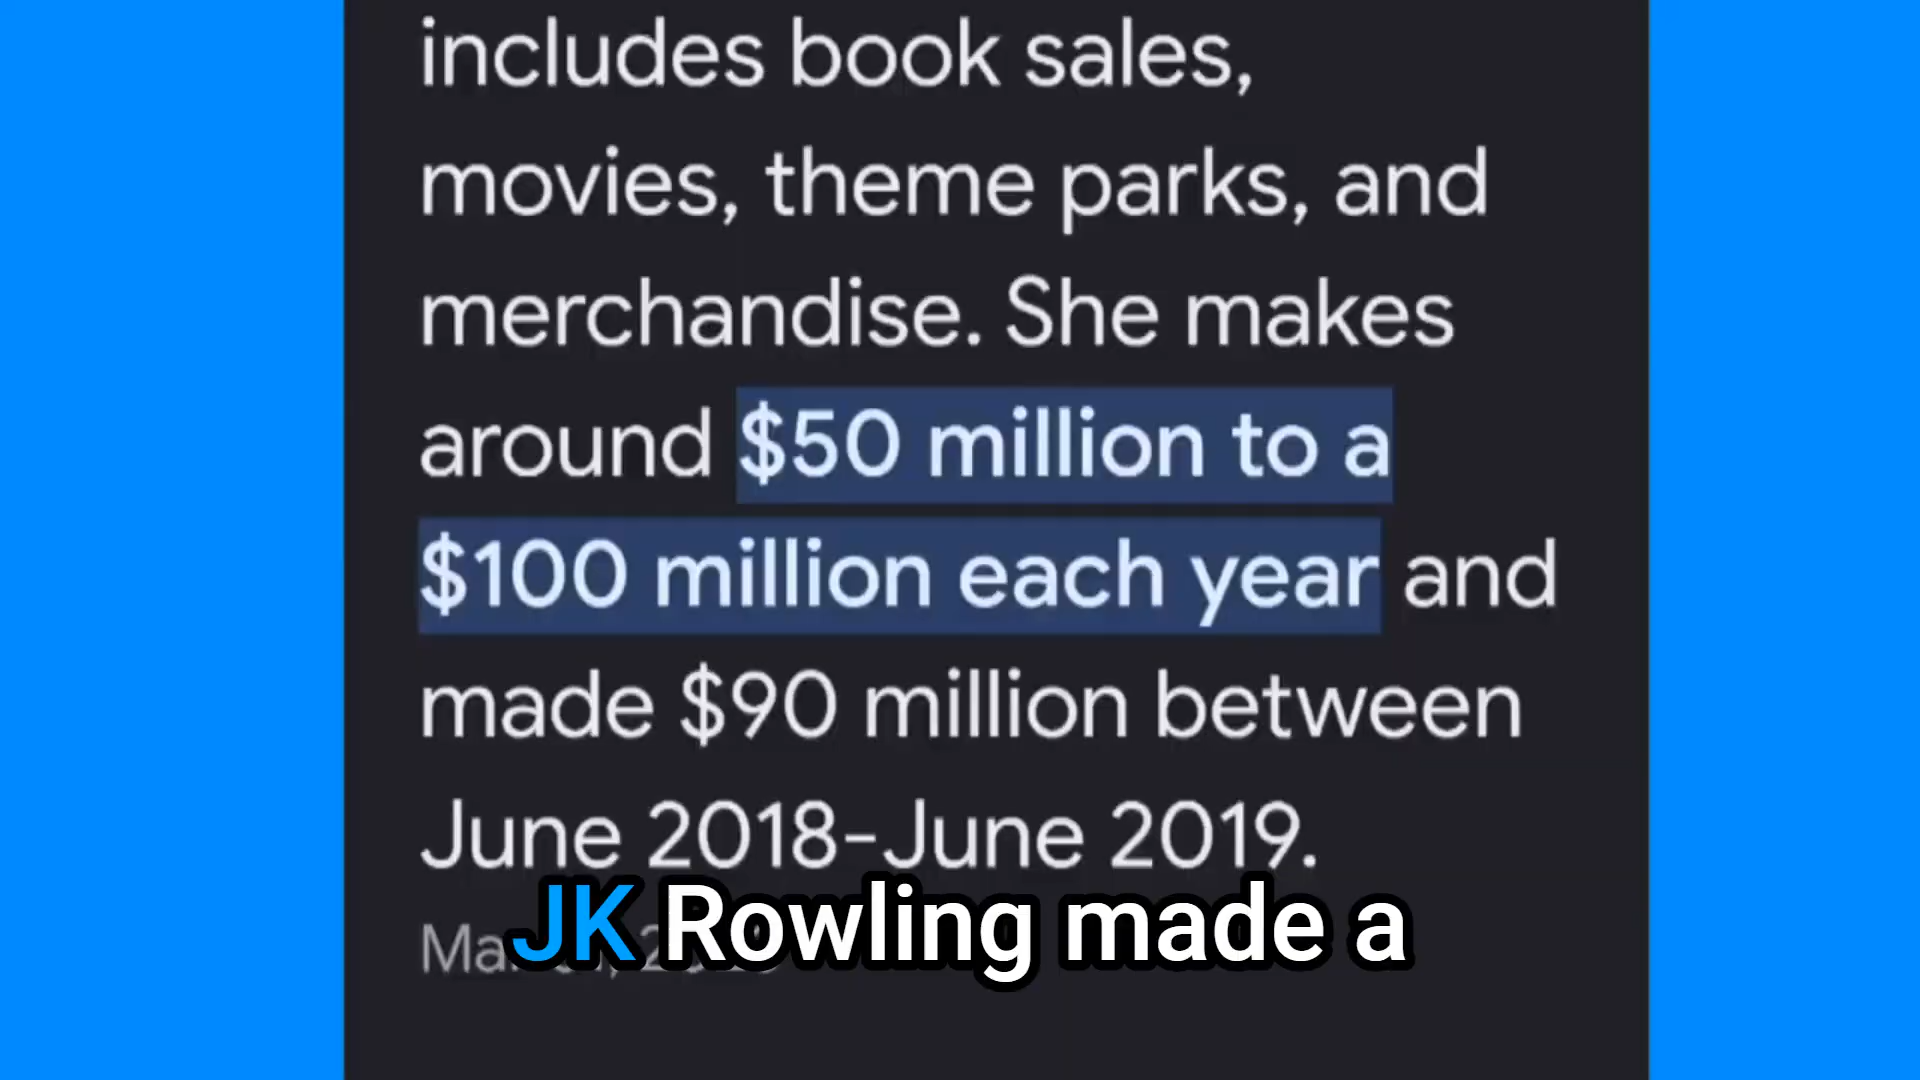 includes book sales,
movies, theme parks, and
merchandise. She makes
around $50 million to a
$100 million each year and
made $90 million between
June 2018-June 2019.
JK Rowling made a